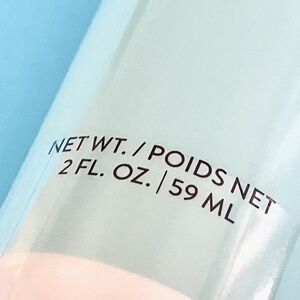 NET WT. / POIDS NET
2 FL. OZ. | 59 ML